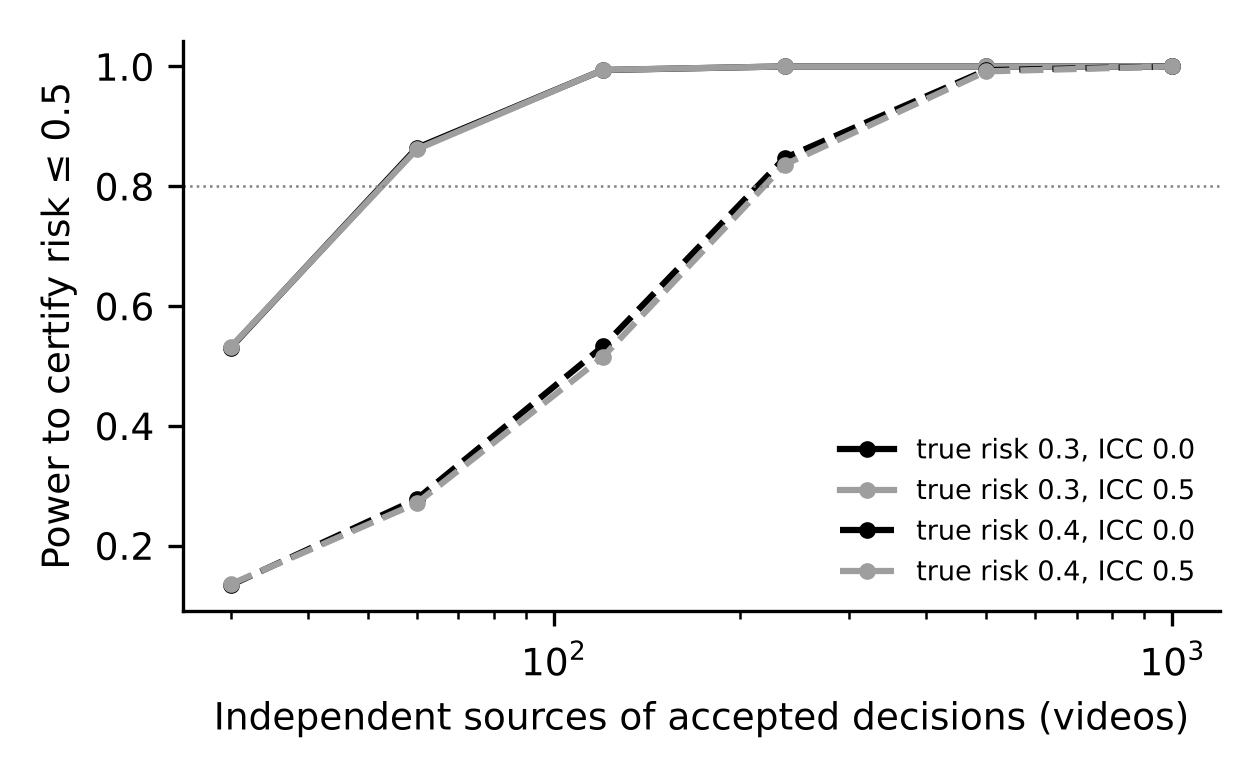 Power to certify risk ≤ 0.5
1.0
0.8
0.6
0.4
0.2
true risk 0.3, ICC 0.0
true risk 0.3, ICC 0.5
true risk 0.4, ICC 0.0
true risk 0.4, ICC 0.5
10²
10³
Independent sources of accepted decisions (videos)